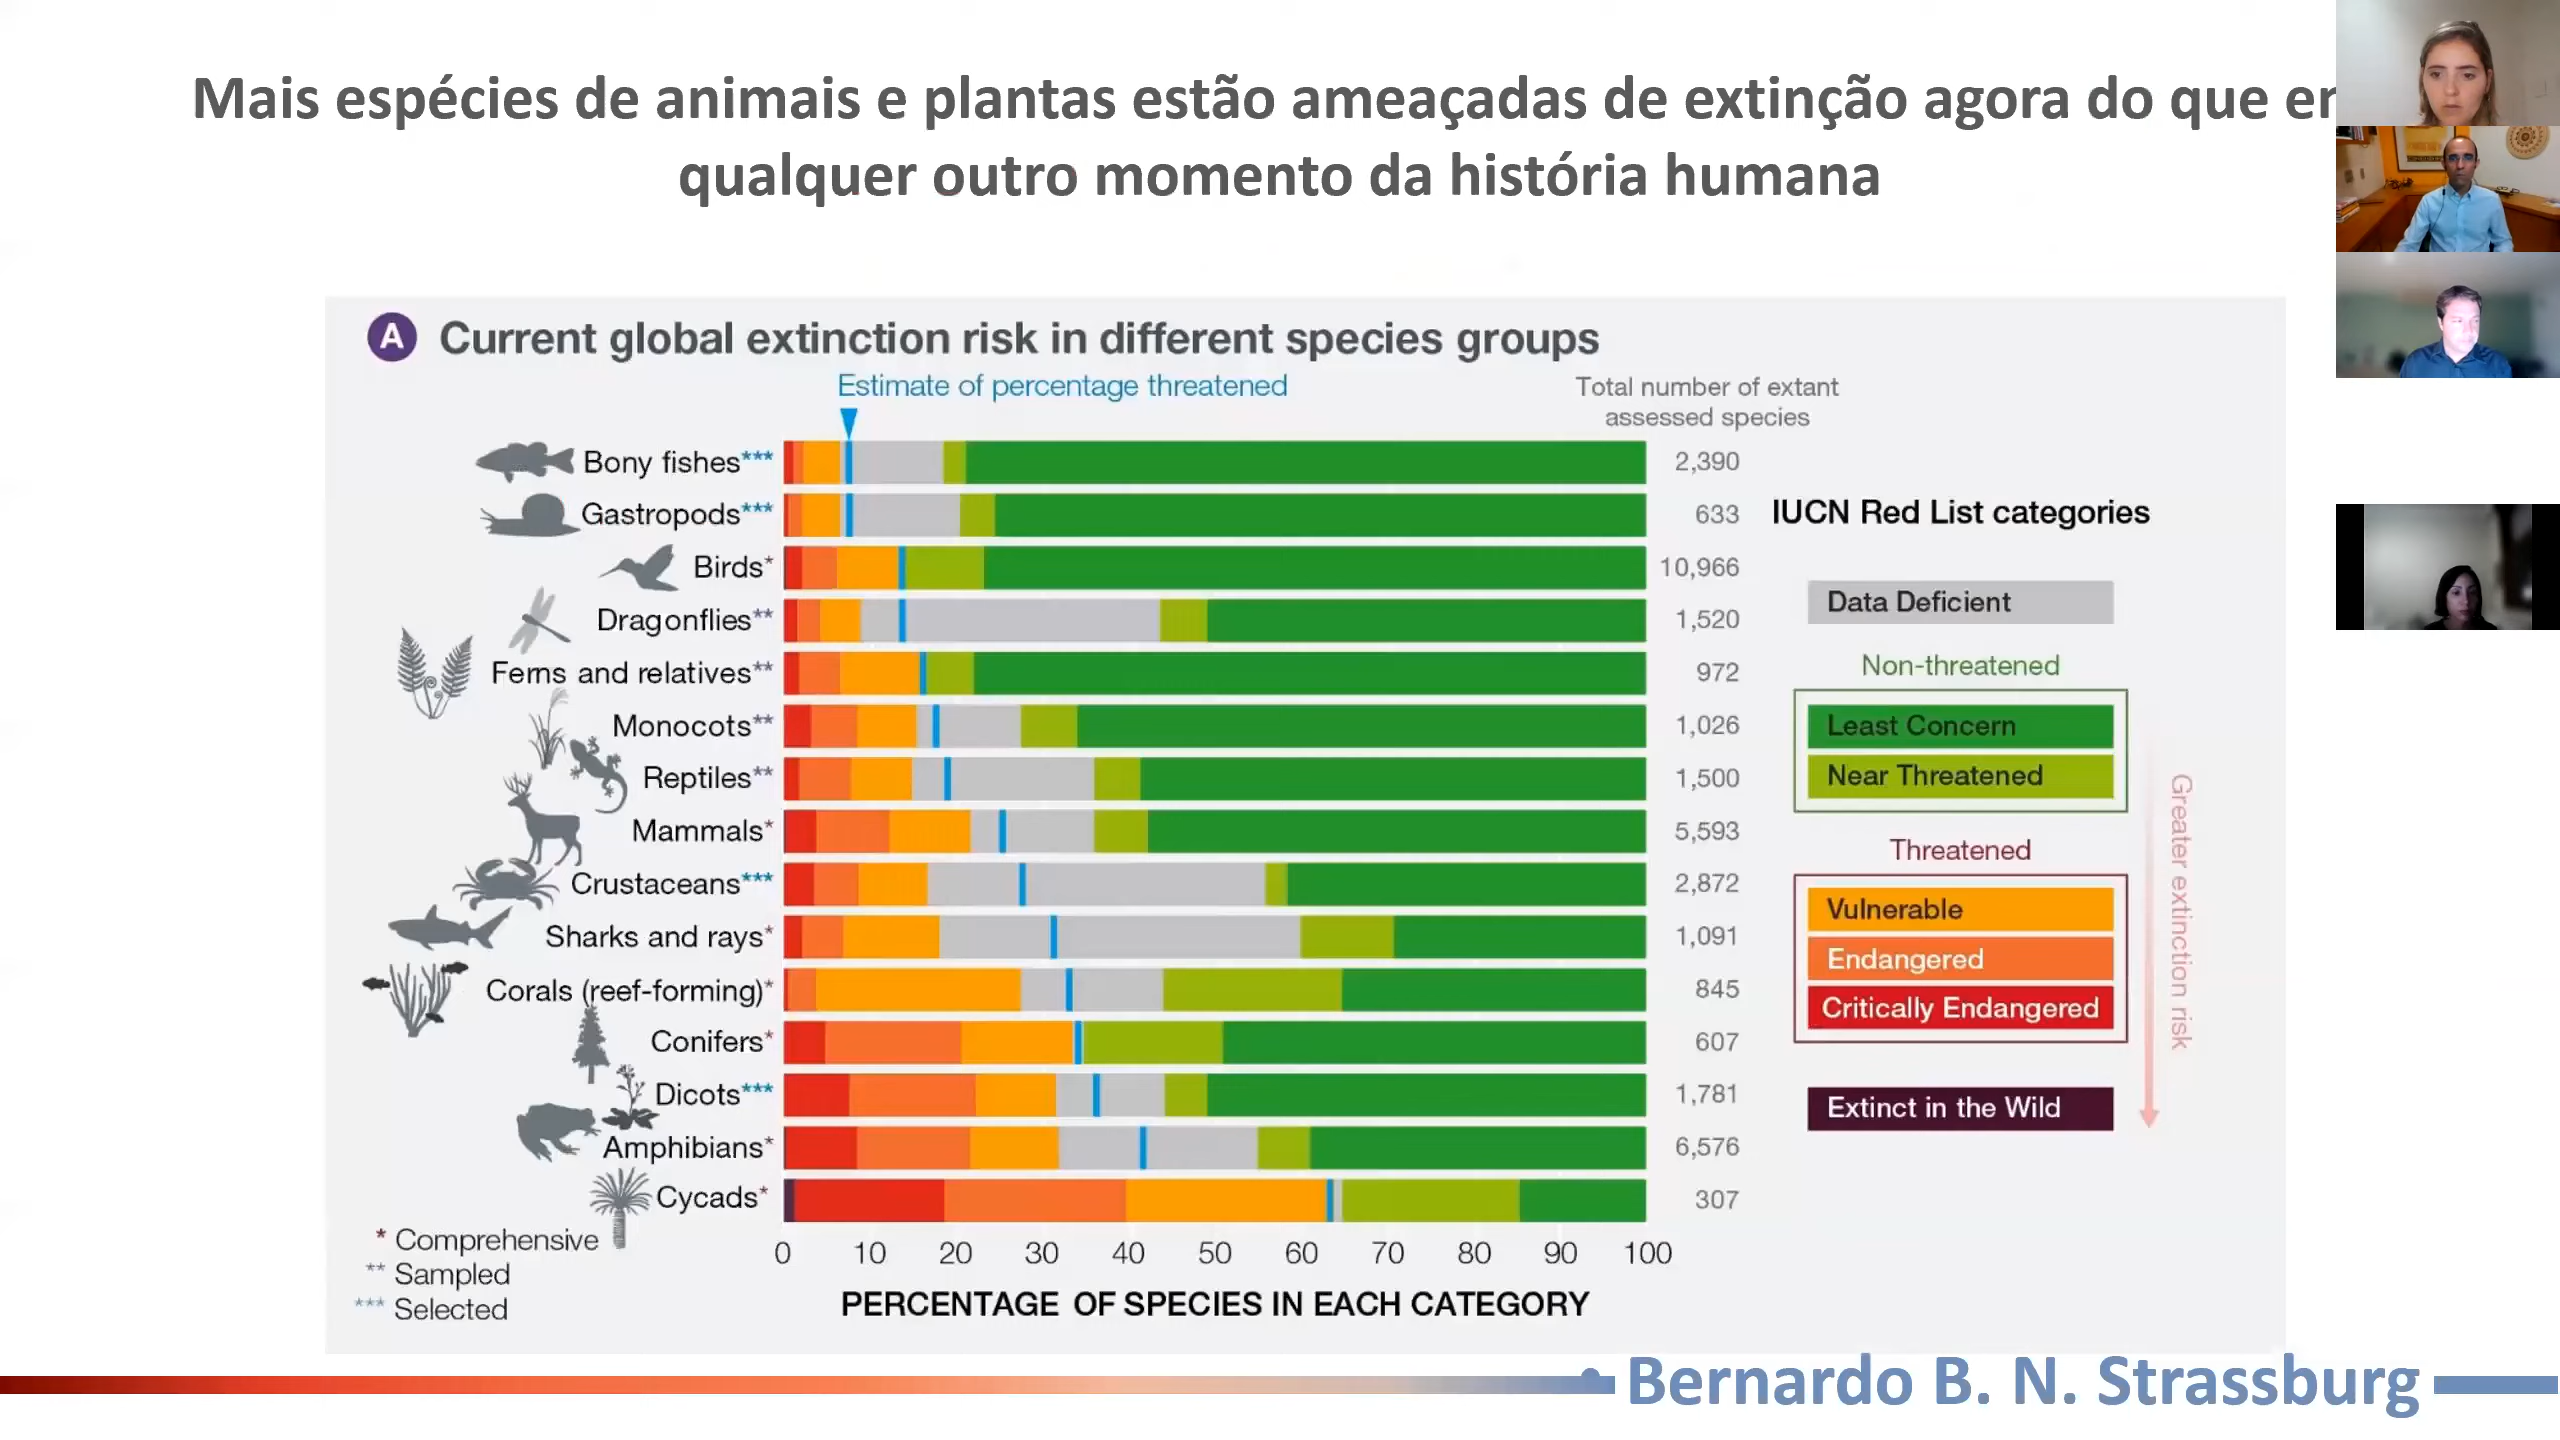 Mais espécies de animais e plantas estão ameaçadas de extinção agora do que
qualquer outro momento da história humana
A Current global extinction risk in different species groups
Estimate of percentage threatened
Total number of extant
assessed species
Bony fishes*** 2,390
Gastropods*** 633
Birds* 10,966
Dragonflies** 1,520
Ferns and relatives** 972
Monocots** 1,026
Reptiles** 1,500
Mammals* 5,593
Crustaceans*** 2,872
Sharks and rays* 1,091
Corals (reef-forming)* 845
Conifers* 607
Dicots*** 1,781
Amphibians* 6,576
Cycads* 307
0 10 20 30 40 50 60 70 80 90 100
PERCENTAGE OF SPECIES IN EACH CATEGORY
* Comprehensive
** Sampled
*** Selected
IUCN Red List categories
Data Deficient
Non-threatened
Least Concern
Near Threatened
Threatened
Vulnerable
Endangered
Critically Endangered
Extinct in the Wild
Greater extinction risk
Bernardo B. N. Strassburg